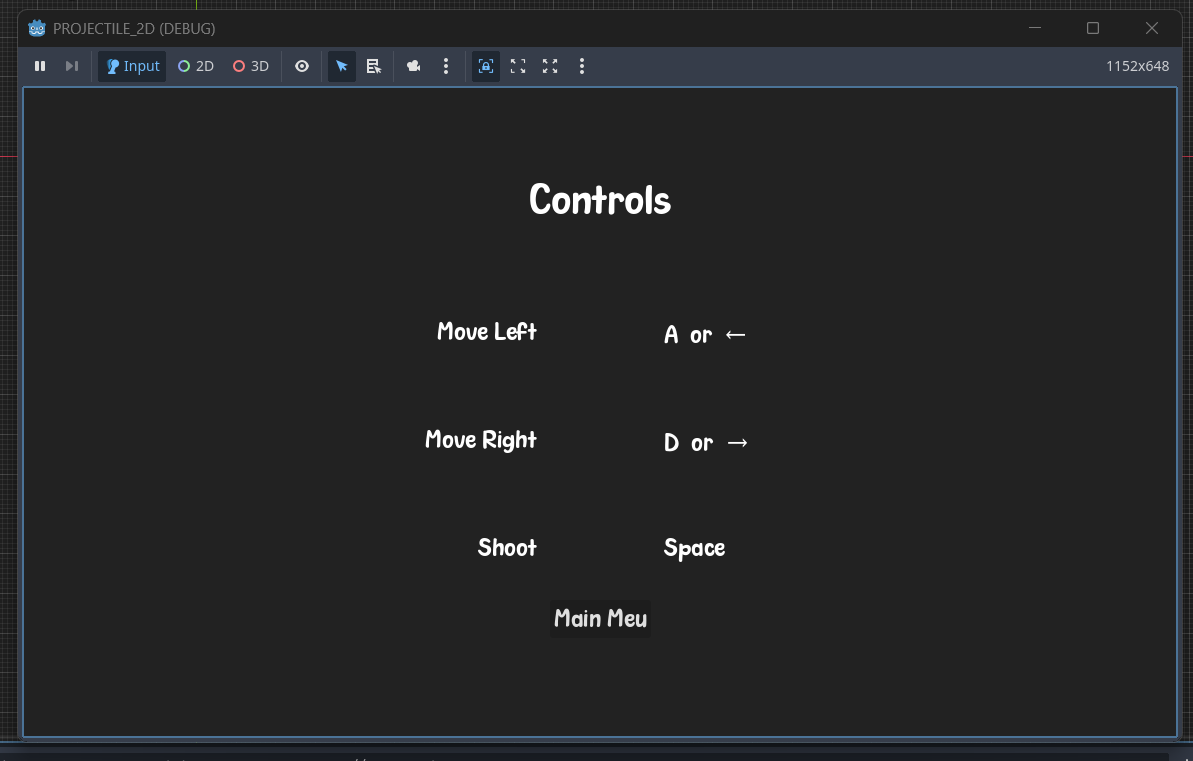 PROJECTILE_2D (DEBUG)
Input 2D 3D 1152x648
Controls
Move Left A or ←
Move Right D or →
Shoot Space
Main Meu